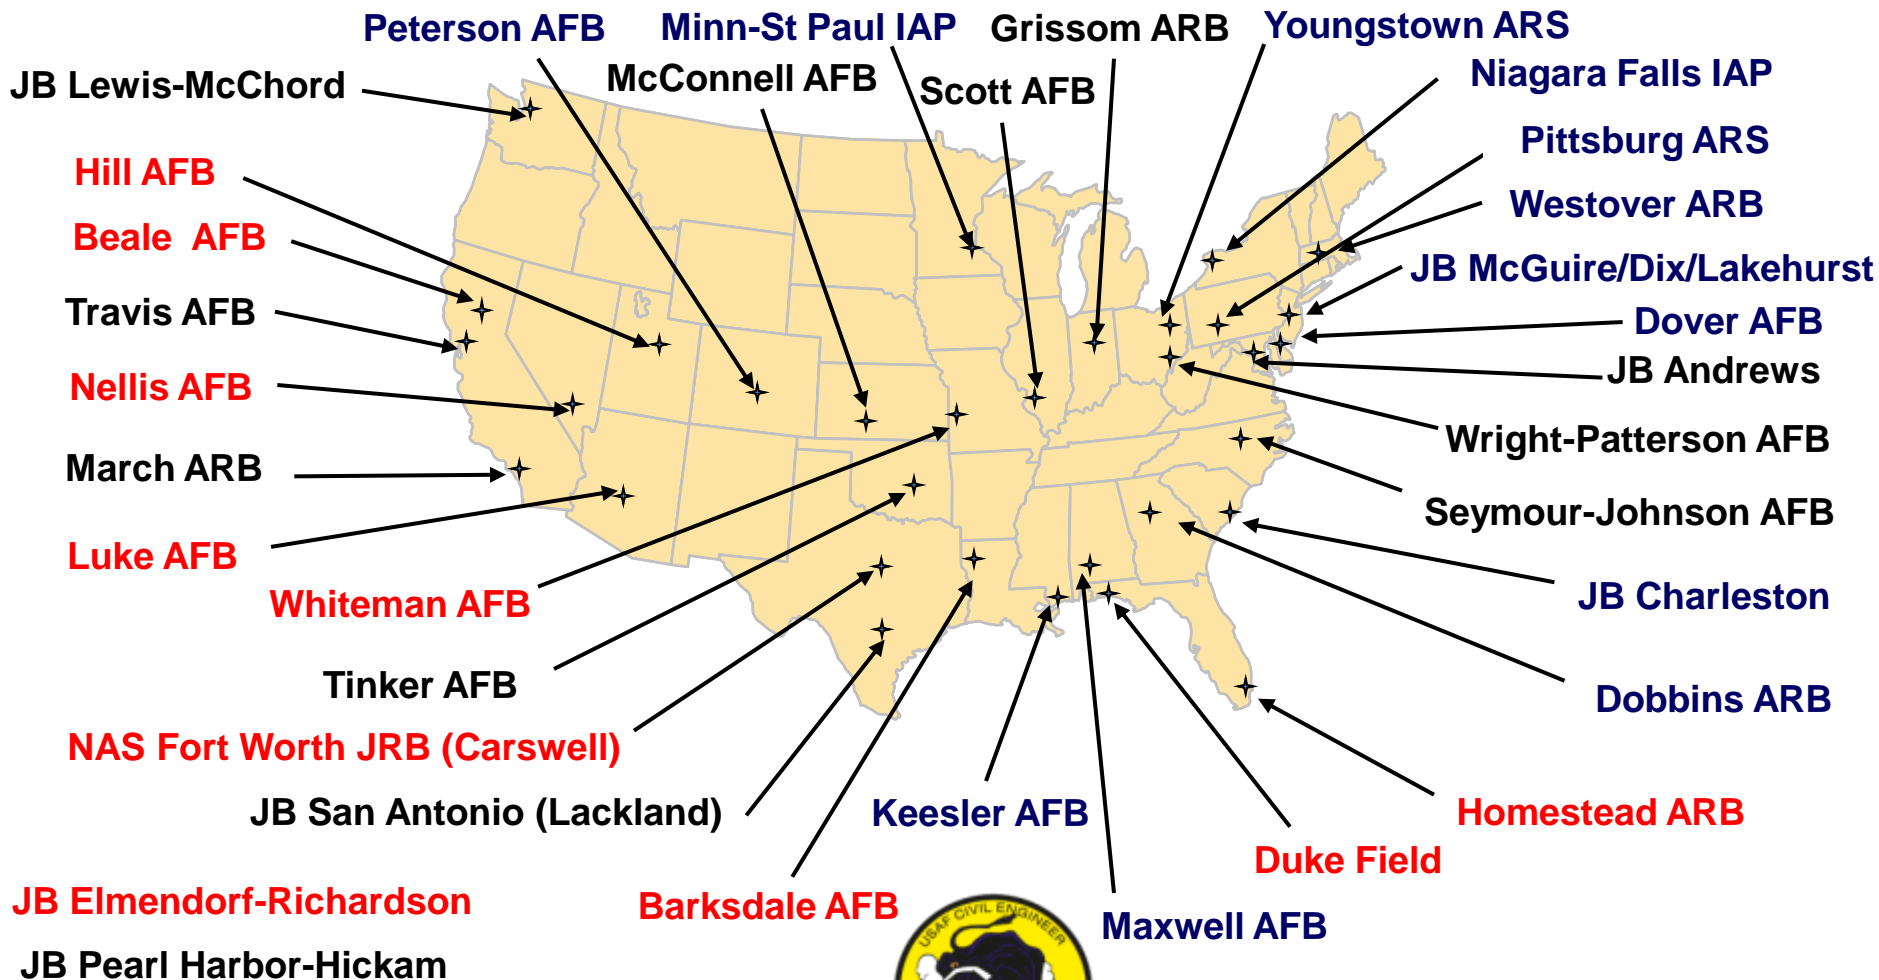 Peterson AFB
Minn-St Paul IAP
Grissom ARB
Youngstown ARS
JB Lewis-McChord
McConnell AFB
Scott AFB
Niagara Falls IAP
Pittsburg ARS
Hill AFB
Westover ARB
Beale AFB
JB McGuire/Dix/Lakehurst
Travis AFB
Dover AFB
JB Andrews
Nellis AFB
Wright-Patterson AFB
March ARB
Seymour-Johnson AFB
Luke AFB
Whiteman AFB
JB Charleston
Tinker AFB
Dobbins ARB
NAS Fort Worth JRB (Carswell)
JB San Antonio (Lackland)
Keesler AFB
Homestead ARB
Duke Field
JB Elmendorf-Richardson
Barksdale AFB
Maxwell AFB
USAF CIVIL ENGINEER
JB Pearl Harbor-Hickam